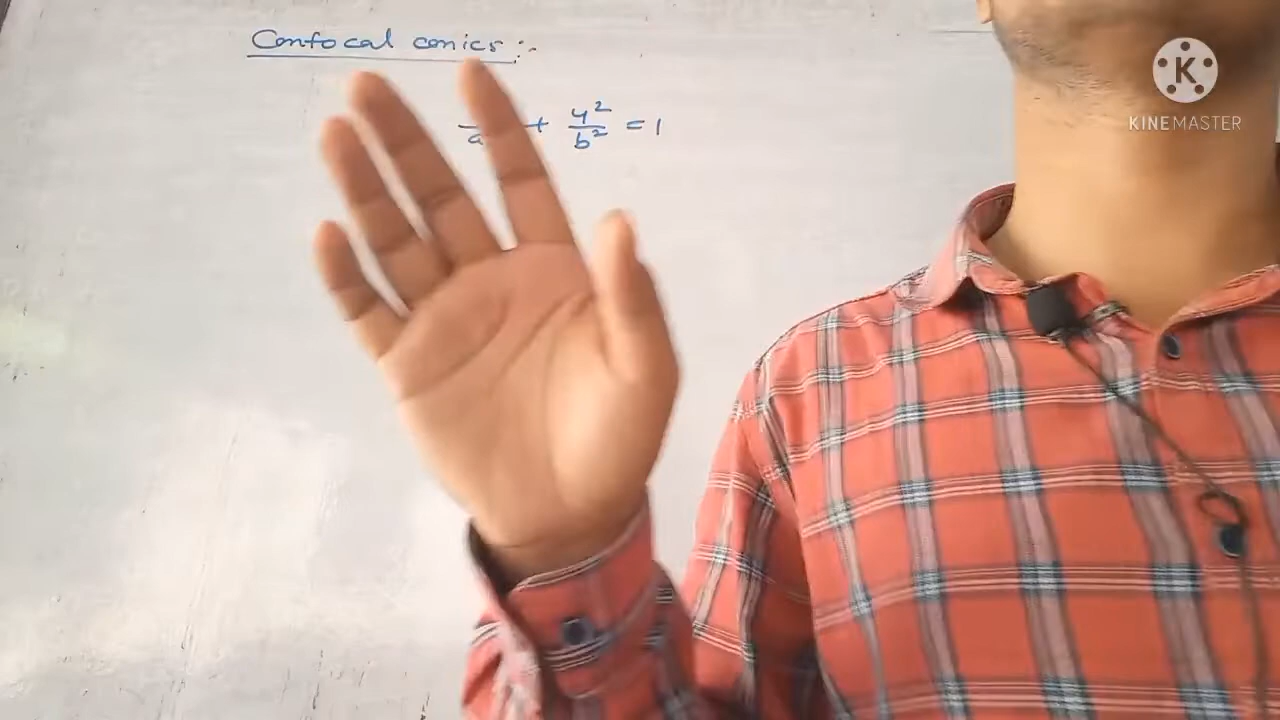 Confocal conics :-
a + y²/b² = 1
K
KINEMASTER